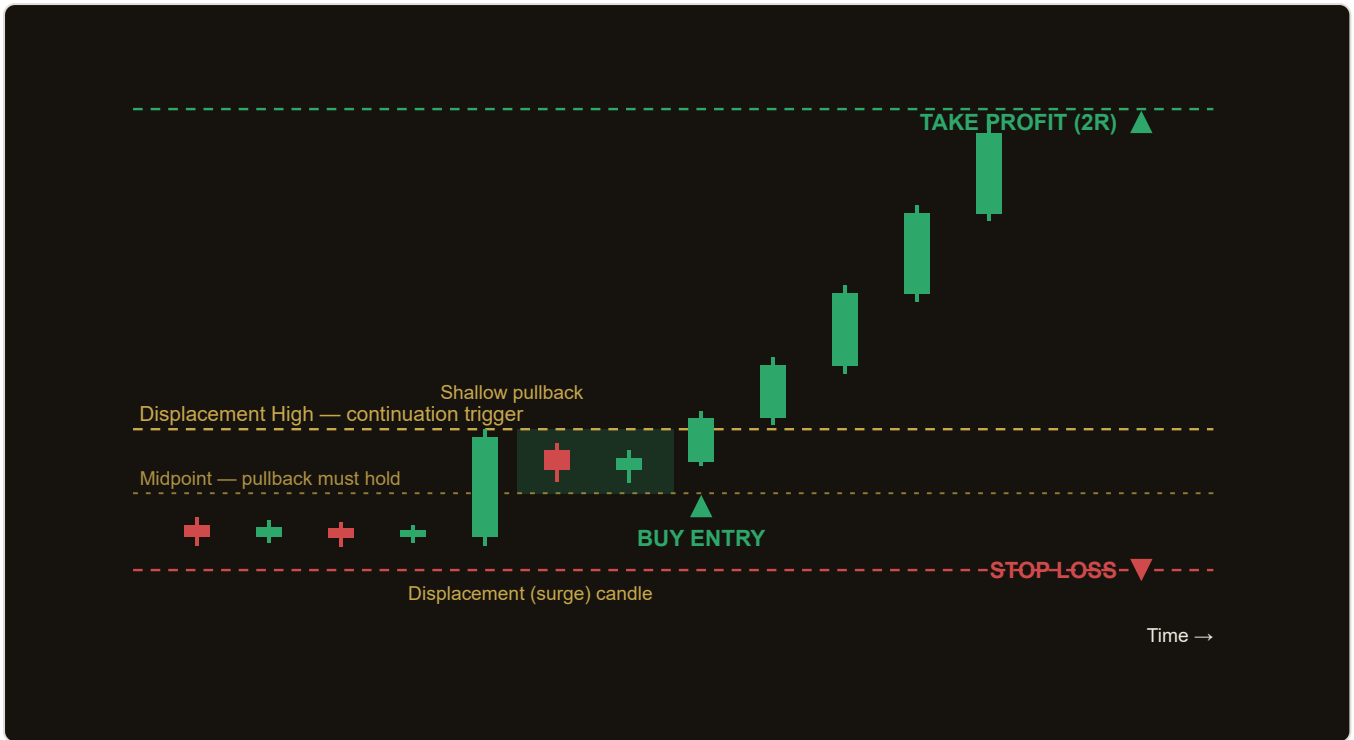 TAKE PROFIT (2R) ▲
Shallow pullback
Displacement High — continuation trigger
Midpoint — pullback must hold
BUY ENTRY
STOP LOSS ▼
Displacement (surge) candle
Time →